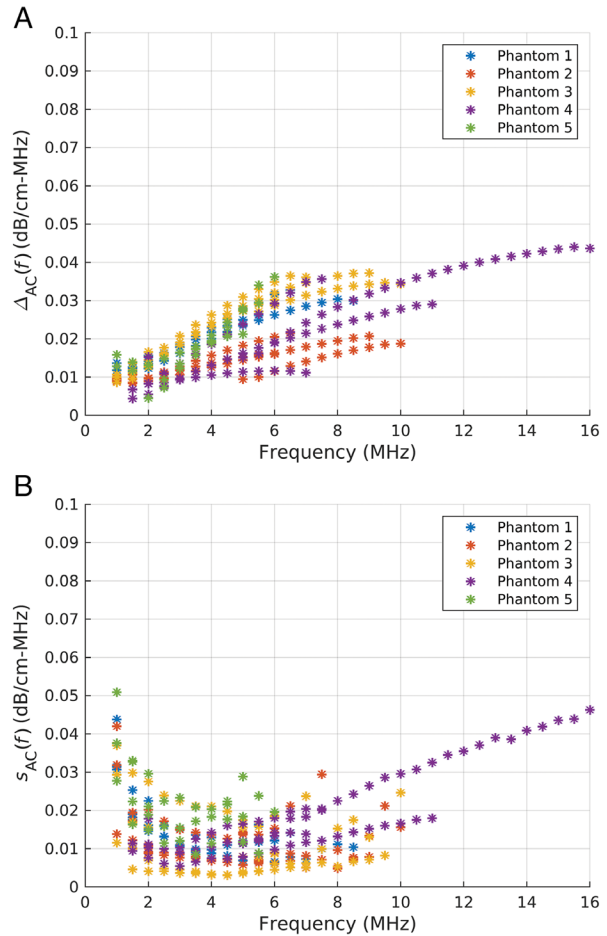 A
0.1
0.09
0.08
0.07
0.06
0.05
0.04
0.03
0.02
0.01
0
Δ_AC(f) (dB/cm-MHz)
Phantom 1
Phantom 2
Phantom 3
Phantom 4
Phantom 5
0 2 4 6 8 10 12 14 16
Frequency (MHz)
B
0.1
0.09
0.08
0.07
0.06
0.05
0.04
0.03
0.02
0.01
0
s_AC(f) (dB/cm-MHz)
Phantom 1
Phantom 2
Phantom 3
Phantom 4
Phantom 5
0 2 4 6 8 10 12 14 16
Frequency (MHz)